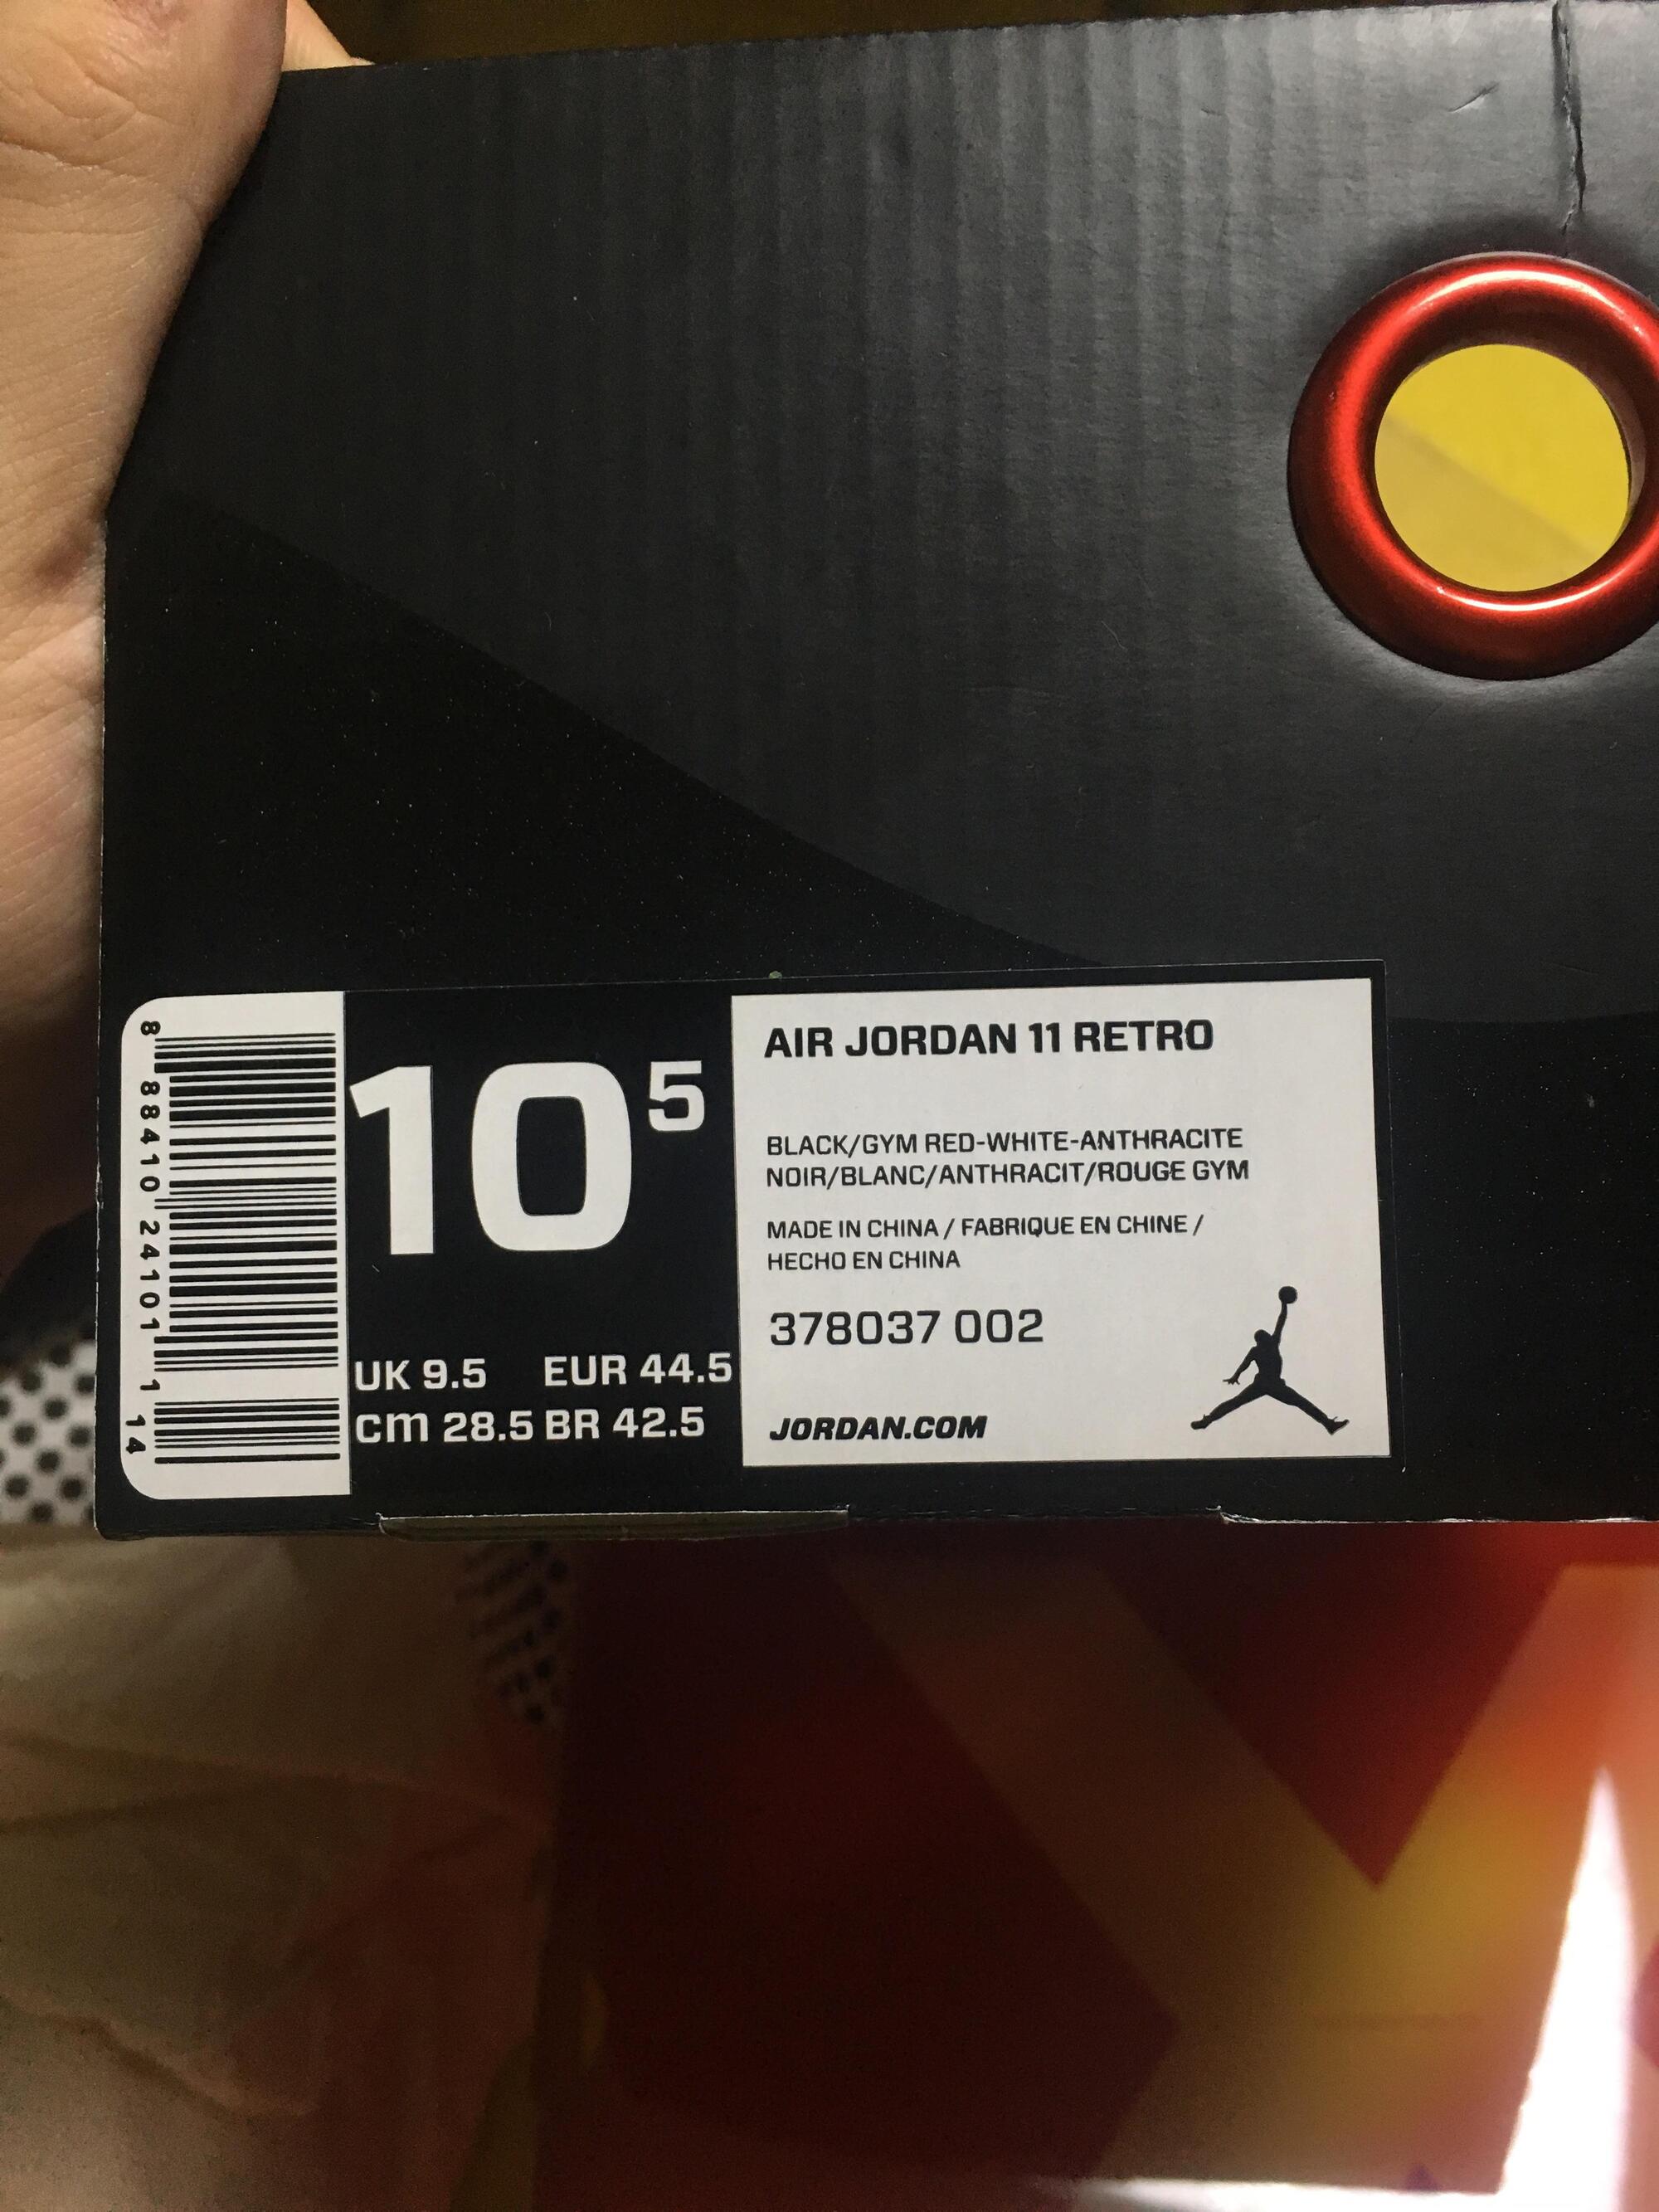 8 88410 24101 1 14
10 5
UK 9.5 EUR 44.5
cm 28.5 BR 42.5
AIR JORDAN 11 RETRO
BLACK/GYM RED-WHITE-ANTHRACITE
NOIR/BLANC/ANTHRACIT/ROUGE GYM
MADE IN CHINA / FABRIQUE EN CHINE /
HECHO EN CHINA
378037 002
JORDAN.COM